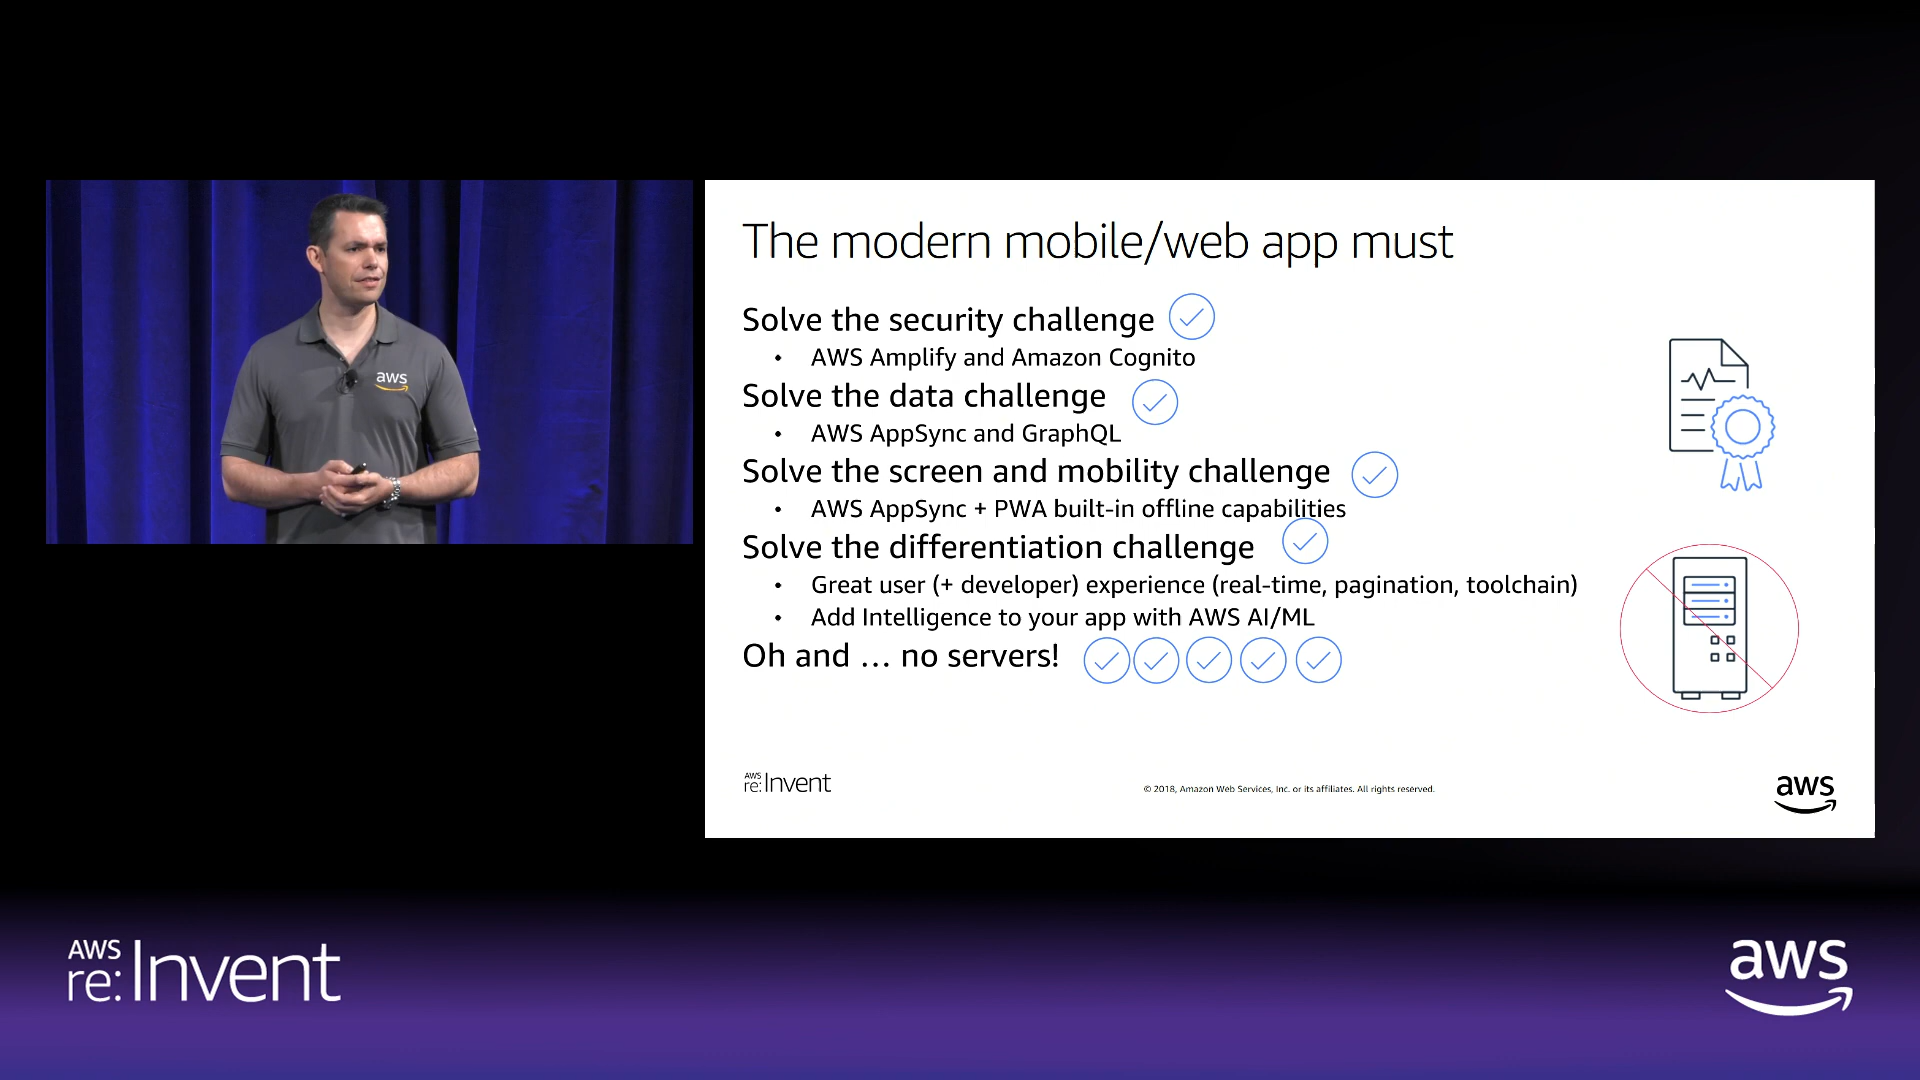 aws
The modern mobile/web app must
Solve the security challenge
• AWS Amplify and Amazon Cognito
Solve the data challenge
• AWS AppSync and GraphQL
Solve the screen and mobility challenge
• AWS AppSync + PWA built-in offline capabilities
Solve the differentiation challenge
• Great user (+ developer) experience (real-time, pagination, toolchain)
• Add Intelligence to your app with AWS AI/ML
Oh and … no servers!
AWS
re:Invent
© 2018, Amazon Web Services, Inc. or its affiliates. All rights reserved.
aws
AWS
re:Invent
aws